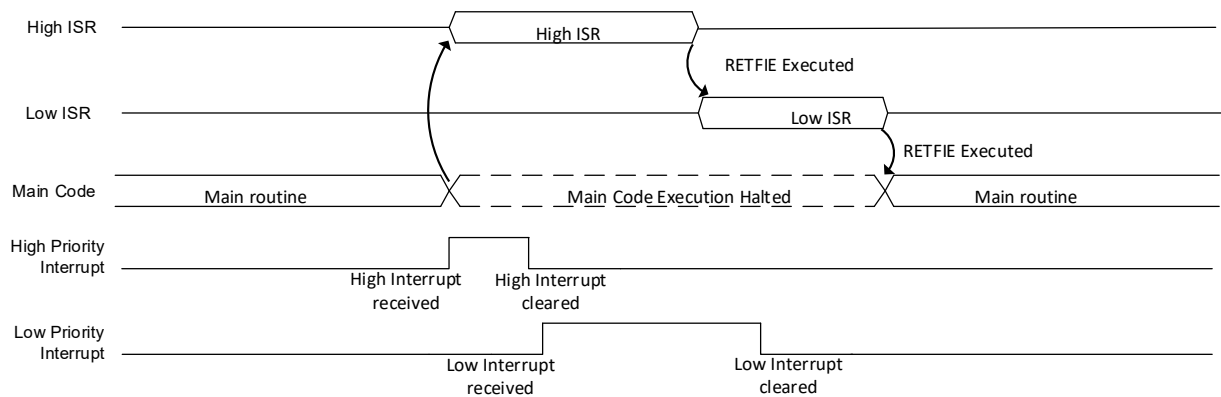 High ISR
High ISR
RETFIE Executed
Low ISR
Low ISR
RETFIE Executed
Main Code
Main routine
Main Code Execution Halted
Main routine
High Priority
Interrupt
High Interrupt
received
High Interrupt
cleared
Low Priority
Interrupt
Low Interrupt
received
Low Interrupt
cleared